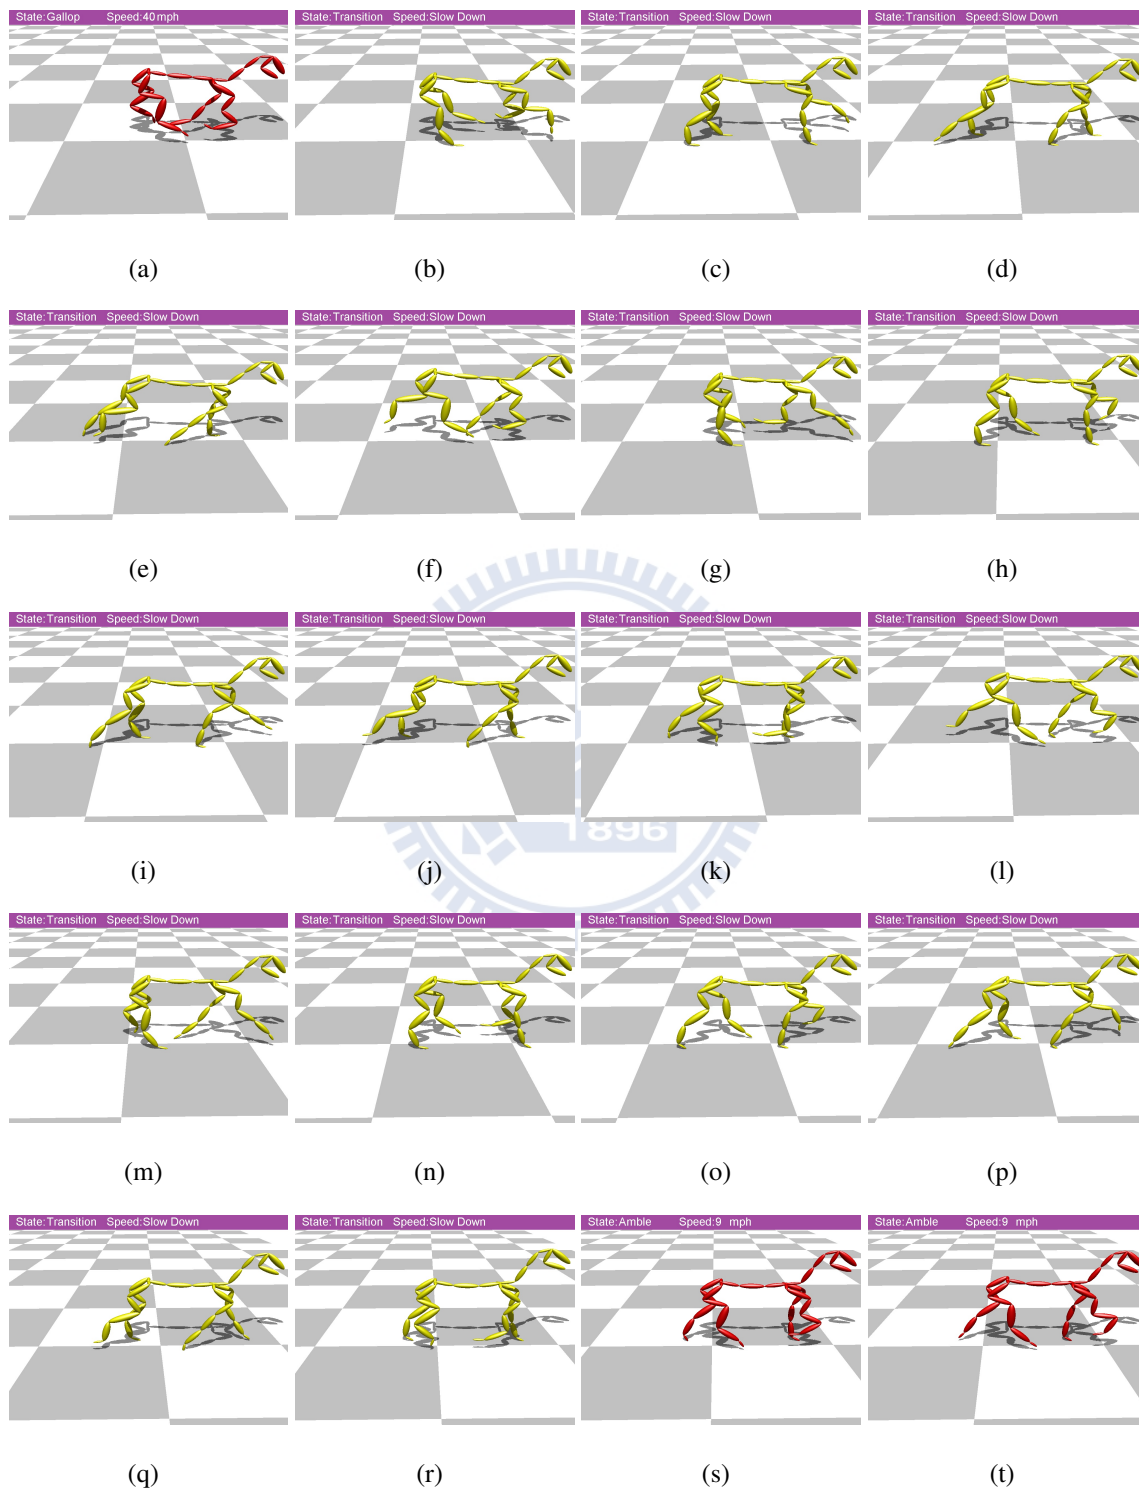 State:Gallop Speed:40 mph
State:Transition Speed:Slow Down
State:Transition Speed:Slow Down
State:Transition Speed:Slow Down
(a)
(b)
(c)
(d)
State:Transition Speed:Slow Down
State:Transition Speed:Slow Down
State:Transition Speed:Slow Down
State:Transition Speed:Slow Down
(e)
(f)
(g)
(h)
State:Transition Speed:Slow Down
State:Transition Speed:Slow Down
State:Transition Speed:Slow Down
State:Transition Speed:Slow Down
1896
(i)
(j)
(k)
(l)
State:Transition Speed:Slow Down
State:Transition Speed:Slow Down
State:Transition Speed:Slow Down
State:Transition Speed:Slow Down
(m)
(n)
(o)
(p)
State:Transition Speed:Slow Down
State:Transition Speed:Slow Down
State:Amble Speed:9 mph
State:Amble Speed:9 mph
(q)
(r)
(s)
(t)